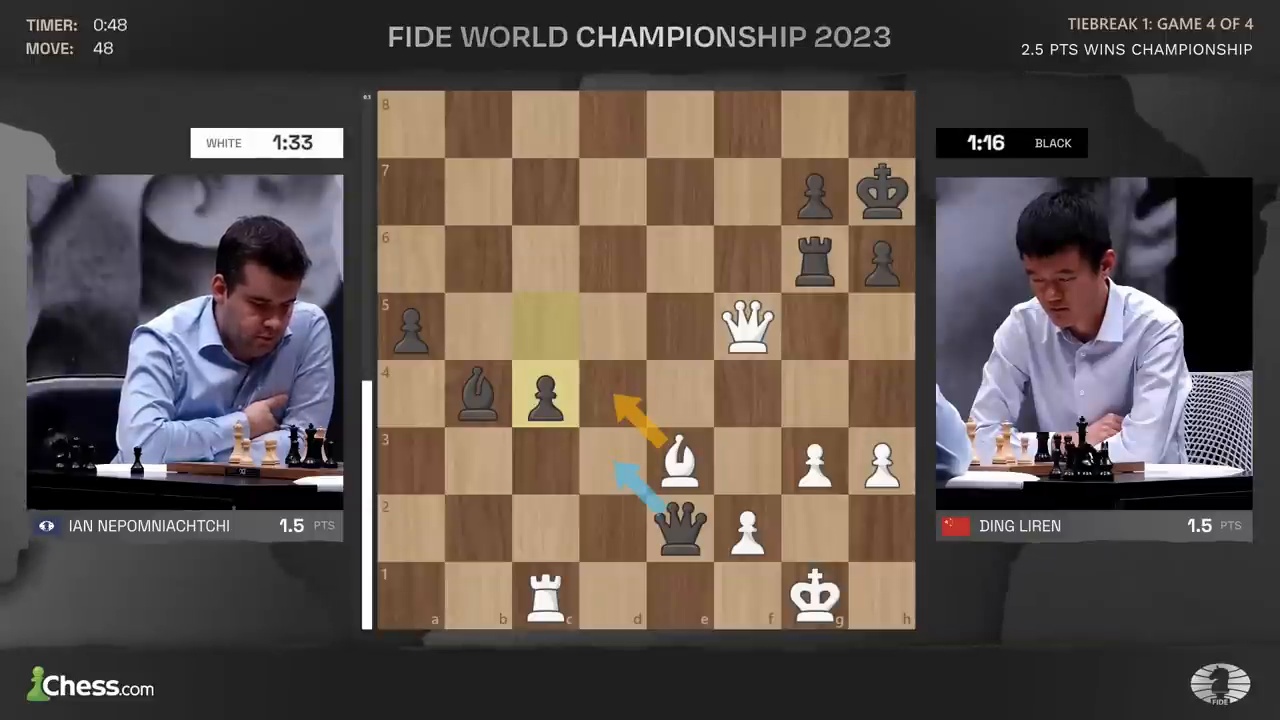 TIMER: 0:48
MOVE: 48
FIDE WORLD CHAMPIONSHIP 2023
TIEBREAK 1: GAME 4 OF 4
2.5 PTS WINS CHAMPIONSHIP
WHITE 1:33
1:16 BLACK
8
7
6
5
4
3
2
1
a b c d e f g h
IAN NEPOMNIACHTCHI 1.5 PTS
DING LIREN 1.5 PTS
Chess.com
FIDE